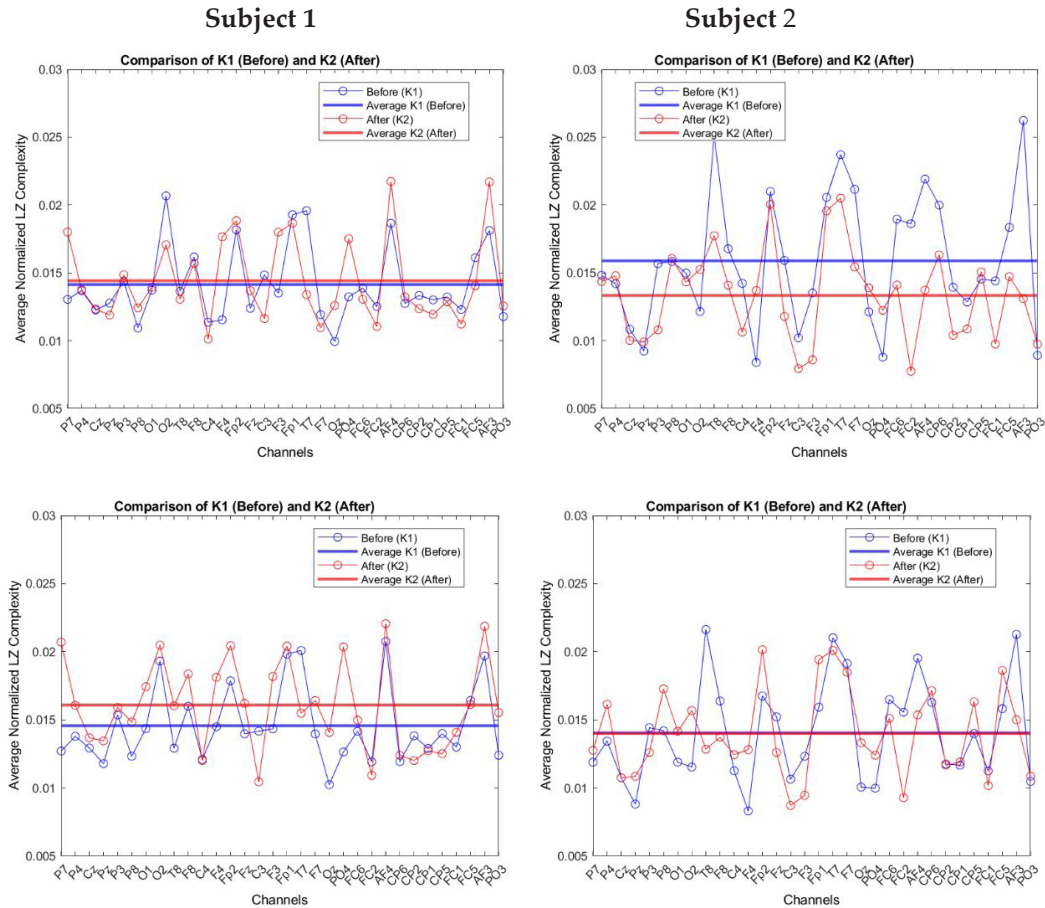 Subject 1
Subject 2
Comparison of K1 (Before) and K2 (After)
0.03
0.025
0.02
0.015
0.01
0.005
Average Normalized LZ Complexity
Before (K1)
Average K1 (Before)
After (K2)
Average K2 (After)
P7 P4 Cz Pz P3 P8 O1 O2 T8 F8 C4 F4 Fp2 Fz C3 F3 Fp1 T7 F7 Oz PO4 FC6 FC2 AF4 CP6 CP2 CP1 CP5 FC1 FC5 AF3 PO3
Channels
Comparison of K1 (Before) and K2 (After)
0.03
0.025
0.02
0.015
0.01
0.005
Average Normalized LZ Complexity
Before (K1)
Average K1 (Before)
After (K2)
Average K2 (After)
P7 P4 Cz Pz P3 P8 O1 O2 T8 F8 C4 F4 Fp2 Fz C3 F3 Fp1 T7 F7 Oz PO4 FC6 FC2 AF4 CP6 CP2 CP1 CP5 FC1 FC5 AF3 PO3
Channels
Comparison of K1 (Before) and K2 (After)
0.03
0.025
0.02
0.015
0.01
0.005
Average Normalized LZ Complexity
Before (K1)
Average K1 (Before)
After (K2)
Average K2 (After)
P7 P4 Cz Pz P3 P8 O1 O2 T8 F8 C4 F4 Fp2 Fz C3 F3 Fp1 T7 F7 Oz PO4 FC6 FC2 AF4 CP6 CP2 CP1 CP5 FC1 FC5 AF3 PO3
Channels
Comparison of K1 (Before) and K2 (After)
0.03
0.025
0.02
0.015
0.01
0.005
Average Normalized LZ Complexity
Before (K1)
Average K1 (Before)
After (K2)
Average K2 (After)
P7 P4 Cz Pz P3 P8 O1 O2 T8 F8 C4 F4 Fp2 Fz C3 F3 Fp1 T7 F7 Oz PO4 FC6 FC2 AF4 CP6 CP2 CP1 CP5 FC1 FC5 AF3 PO3
Channels